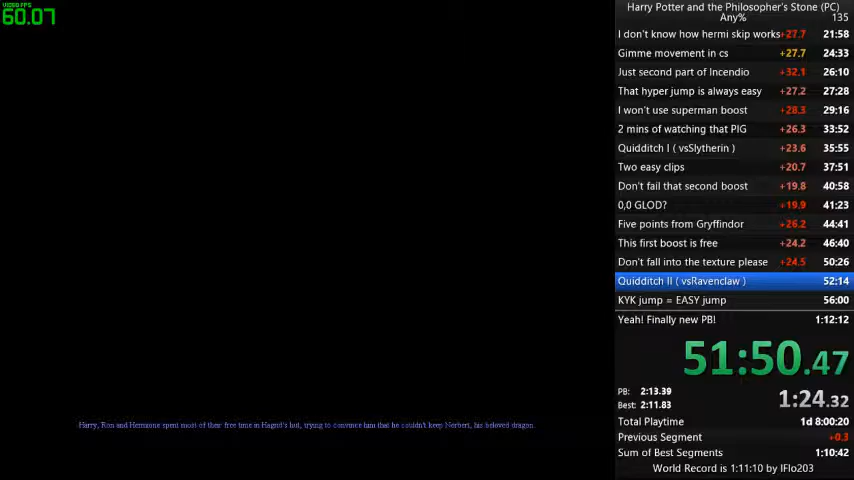 VIDEO FPS
60.07
Harry Potter and the Philosopher's Stone (PC)
Any%
135
I don't know how hermi skip works +27.7 21:58
Gimme movement in cs +27.7 24:33
Just second part of Incendio +32.1 26:10
That hyper jump is always easy +27.2 27:28
I won't use superman boost +28.3 29:16
2 mins of watching that PIG +26.3 33:52
Quidditch I ( vsSlytherin ) +23.6 35:55
Two easy clips +20.7 37:51
Don't fail that second boost +19.8 40:58
0,0 GLOD? +19.9 41:23
Five points from Gryffindor +26.2 44:41
This first boost is free +24.2 46:40
Don't fall into the texture please +24.5 50:26
Quidditch II ( vsRavenclaw ) 52:14
KYK jump = EASY jump 56:00
Yeah! Finally new PB! 1:12:12
51:50.47
PB: 2:13.39
Best: 2:11.83
1:24.32
Total Playtime 1d 8:00:20
Previous Segment +0.3
Sum of Best Segments 1:10:42
World Record is 1:11:10 by IFlo203
Harry, Ron and Hermione spent most of their free time in Hagrid's hut, trying to convince him that he couldn't keep Norbert, his beloved dragon.